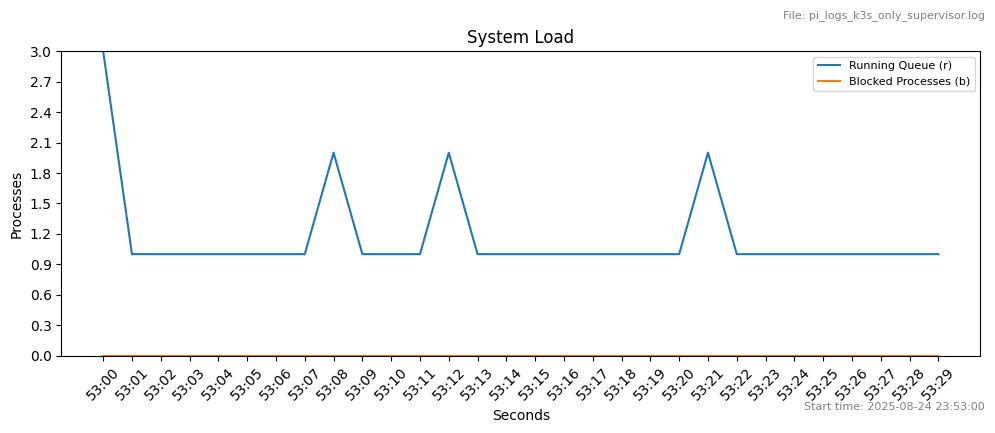 File: pi_logs_k3s_only_supervisor.log
System Load
Running Queue (r)
Blocked Processes (b)
Processes
3.0
2.7
2.4
2.1
1.8
1.5
1.2
0.9
0.6
0.3
0.0
53:00 53:01 53:02 53:03 53:04 53:05 53:06 53:07 53:08 53:09 53:10 53:11 53:12 53:13 53:14 53:15 53:16 53:17 53:18 53:19 53:20 53:21 53:22 53:23 53:24 53:25 53:26 53:27 53:28 53:29
Seconds
Start time: 2025-08-24 23:53:00